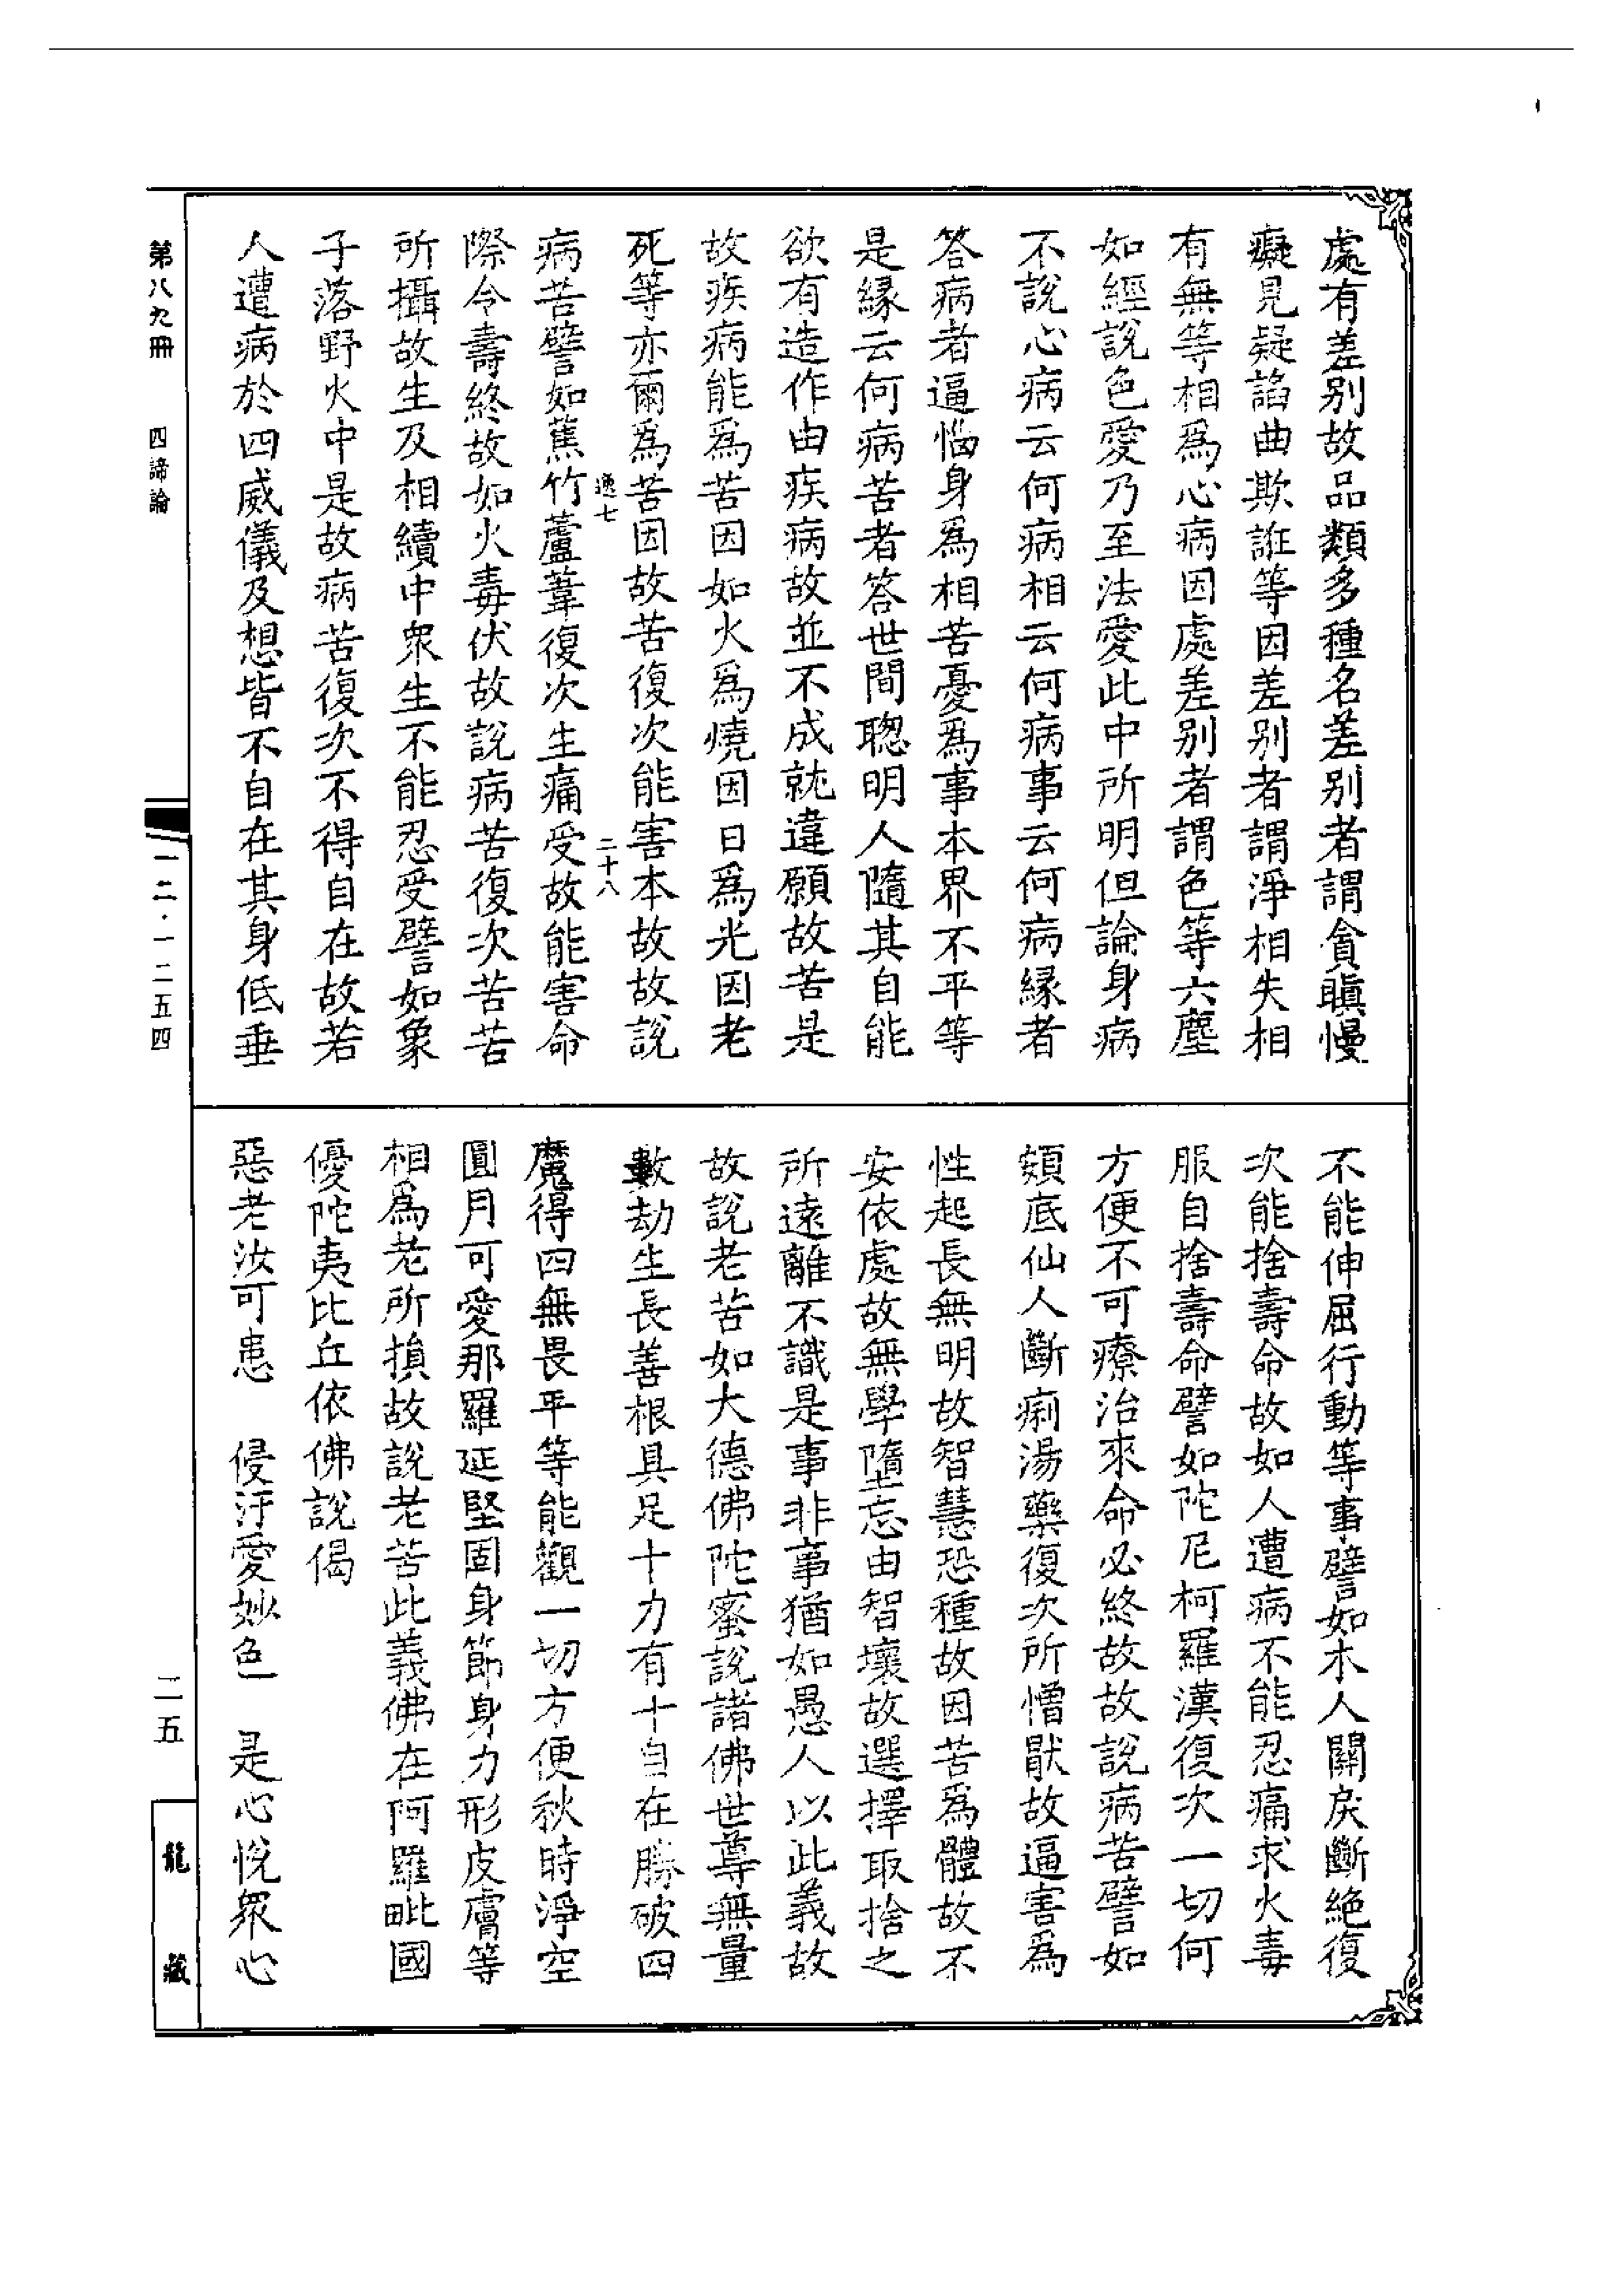 處有差別故品類多種名差別者謂貪瞋慢
癡見疑諂曲欺誑等因差別者謂淨相失相
有無等相爲心病因處差別者謂色等六塵
如經說色愛乃至法愛此中所明但論身病
不說心病云何病相云何病事云何病緣者
答病者逼惱身爲相苦憂爲事本界不平等
是緣云何病苦者答世間聰明人隨其自能
欲有造作由疾病故並不成就違願故苦是
故疾病能爲苦因如火爲燒因日爲光因老
死等亦爾爲苦因故苦復次能害本故故說
逸七
二十八
病苦譬如蕉竹蘆葦復次生痛受故能害命
際令壽終故如火毒伏故說病苦復次苦苦
所攝故生及相續中衆生不能忍受譬如象
子落野火中是故病苦復次不得自在故若
人遭病於四威儀及想皆不自在其身低垂
不能伸屈行動等事譬如木人關戾斷絕復
次能捨壽命故如人遭病不能忍痛求火毒
服自捨壽命譬如陀尼柯羅漢復次一切何
方便不可療治來命必終故故說病苦譬如
頞底仙人斷痢湯藥復次所憎猒故逼害爲
性起長無明故智慧恐種故因苦爲體故不
安依處故無學墮忘由智壞故選擇取捨之
所遠離不識是事非事猶如愚人以此義故
故說老苦如大德佛陀蜜說諸佛世尊無量
數劫生長善根具足十力有十自在勝破四
魔得四無畏平等能觀一切方便秋時淨空
圓月可愛那羅延堅固身節身力形皮膚等
相爲老所損故說老苦此義佛在阿羅毗國
優陀夷比丘依佛說偈
惡老汝可患　侵汙愛妙色　是心悅衆心
第八九冊
四諦論
一二·一二五四
二五
龍藏